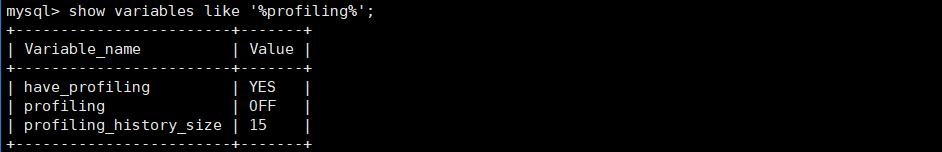 mysql> show variables like '%profiling%';
+------------------------+-------+
| Variable_name          | Value |
+------------------------+-------+
| have_profiling         | YES   |
| profiling              | OFF   |
| profiling_history_size | 15    |
+------------------------+-------+